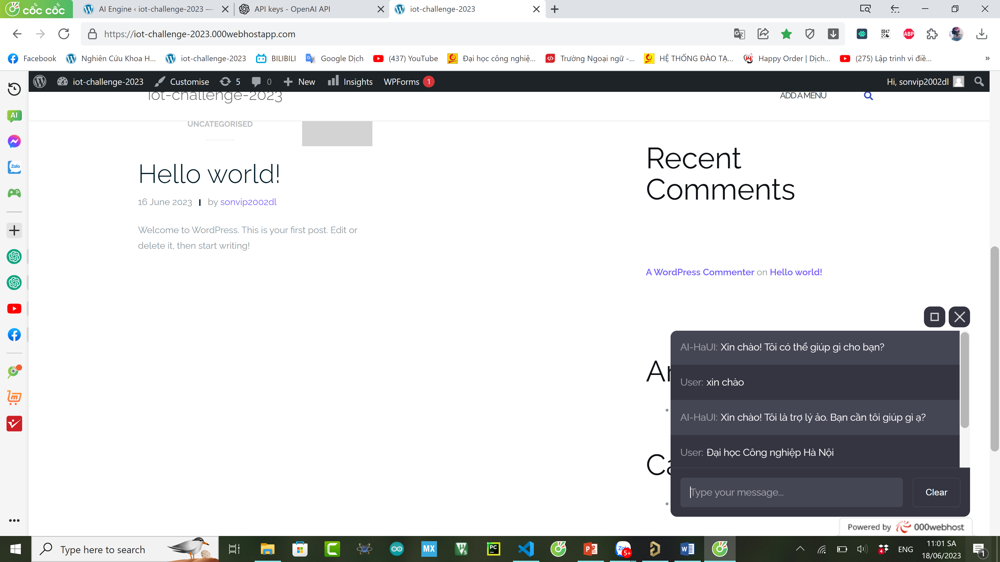 cốc cốc
AI Engine ‹ iot-challenge-2023 —
API keys - OpenAI API
iot-challenge-2023
https://iot-challenge-2023.000webhostapp.com
ABP
Facebook
Nghiên Cứu Khoa H...
iot-challenge-2023
BILIBILI
Google Dịch
(437) YouTube
Đại học công nghiệ...
Trường Ngoại ngữ -...
HỆ THỐNG ĐÀO TẠ...
Happy Order | Dịch...
(275) Lập trình vi điề...
»
iot-challenge-2023
Customise
5
0
New
Insights
WPForms 1
Hi, sonvip2002dl
AI
Zalo
iot-challenge-2023
ADD A MENU
UNCATEGORISED
Hello world!
16 June 2023
by sonvip2002dl
Welcome to WordPress. This is your first post. Edit or
delete it, then start writing!
Recent
Comments
A WordPress Commenter on Hello world!
Ar
Ca
AI-HaUI: Xin chào! Tôi có thể giúp gì cho bạn?
User: xin chào
AI-HaUI: Xin chào! Tôi là trợ lý ảo. Bạn cần tôi giúp gì ạ?
User: Đại học Công nghiệp Hà Nội
Type your message...
Clear
Powered by 000webhost
Type here to search
MX
V5
PC
5+
4
ENG
11:01 SA
18/06/2023
1